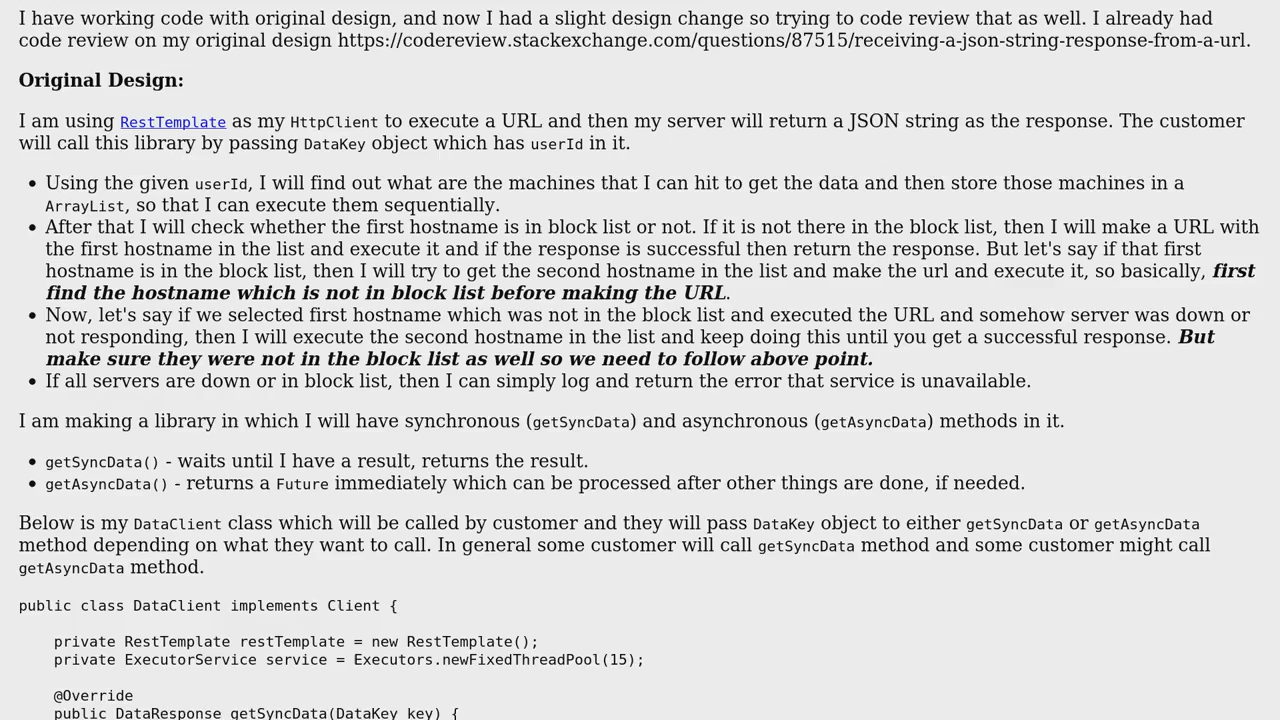 I have working code with original design, and now I had a slight design change so trying to code review that as well. I already had
code review on my original design https://codereview.stackexchange.com/questions/87515/receiving-a-json-string-response-from-a-url.
Original Design:
I am using RestTemplate as my HttpClient to execute a URL and then my server will return a JSON string as the response. The customer
will call this library by passing DataKey object which has userId in it.
• Using the given userId, I will find out what are the machines that I can hit to get the data and then store those machines in a
ArrayList, so that I can execute them sequentially.
• After that I will check whether the first hostname is in block list or not. If it is not there in the block list, then I will make a URL with
the first hostname in the list and execute it and if the response is successful then return the response. But let's say if that first
hostname is in the block list, then I will try to get the second hostname in the list and make the url and execute it, so basically, first
find the hostname which is not in block list before making the URL.
• Now, let's say if we selected first hostname which was not in the block list and executed the URL and somehow server was down or
not responding, then I will execute the second hostname in the list and keep doing this until you get a successful response. But
make sure they were not in the block list as well so we need to follow above point.
• If all servers are down or in block list, then I can simply log and return the error that service is unavailable.
I am making a library in which I will have synchronous (getSyncData) and asynchronous (getAsyncData) methods in it.
• getSyncData() - waits until I have a result, returns the result.
• getAsyncData() - returns a Future immediately which can be processed after other things are done, if needed.
Below is my DataClient class which will be called by customer and they will pass DataKey object to either getSyncData or getAsyncData
method depending on what they want to call. In general some customer will call getSyncData method and some customer might call
getAsyncData method.
public class DataClient implements Client {
private RestTemplate restTemplate = new RestTemplate();
private ExecutorService service = Executors.newFixedThreadPool(15);
@Override
public DataResponse getSyncData(DataKey key) {